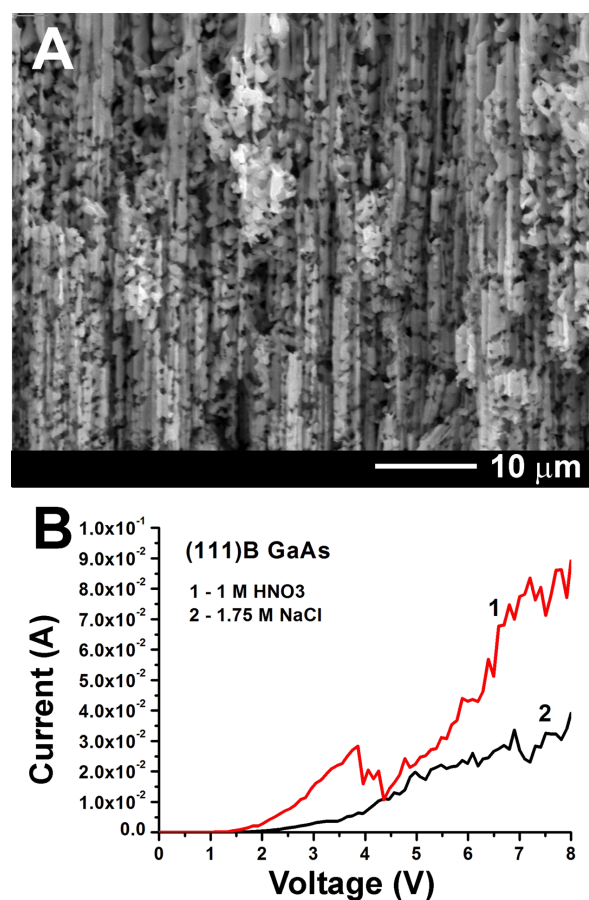 A
10 μm
B
(111)B GaAs
1 - 1 M HNO3
2 - 1.75 M NaCl
1
2
1.0x10⁻¹
9.0x10⁻²
8.0x10⁻²
7.0x10⁻²
6.0x10⁻²
5.0x10⁻²
4.0x10⁻²
3.0x10⁻²
2.0x10⁻²
1.0x10⁻²
0.0
Current (A)
0 1 2 3 4 5 6 7 8
Voltage (V)